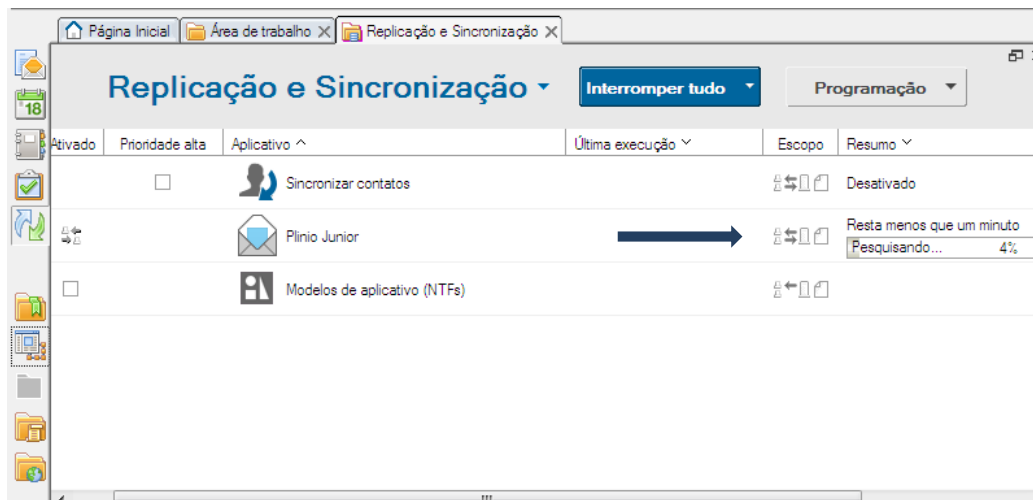 Página Inicial Área de trabalho Replicação e Sincronização
Replicação e Sincronização Interromper tudo Programação
18
Ativado Prioridade alta Aplicativo Última execução Escopo Resumo
Sincronizar contatos Desativado
Plinio Junior Resta menos que um minuto
Pesquisando... 4%
Modelos de aplicativo (NTFs)